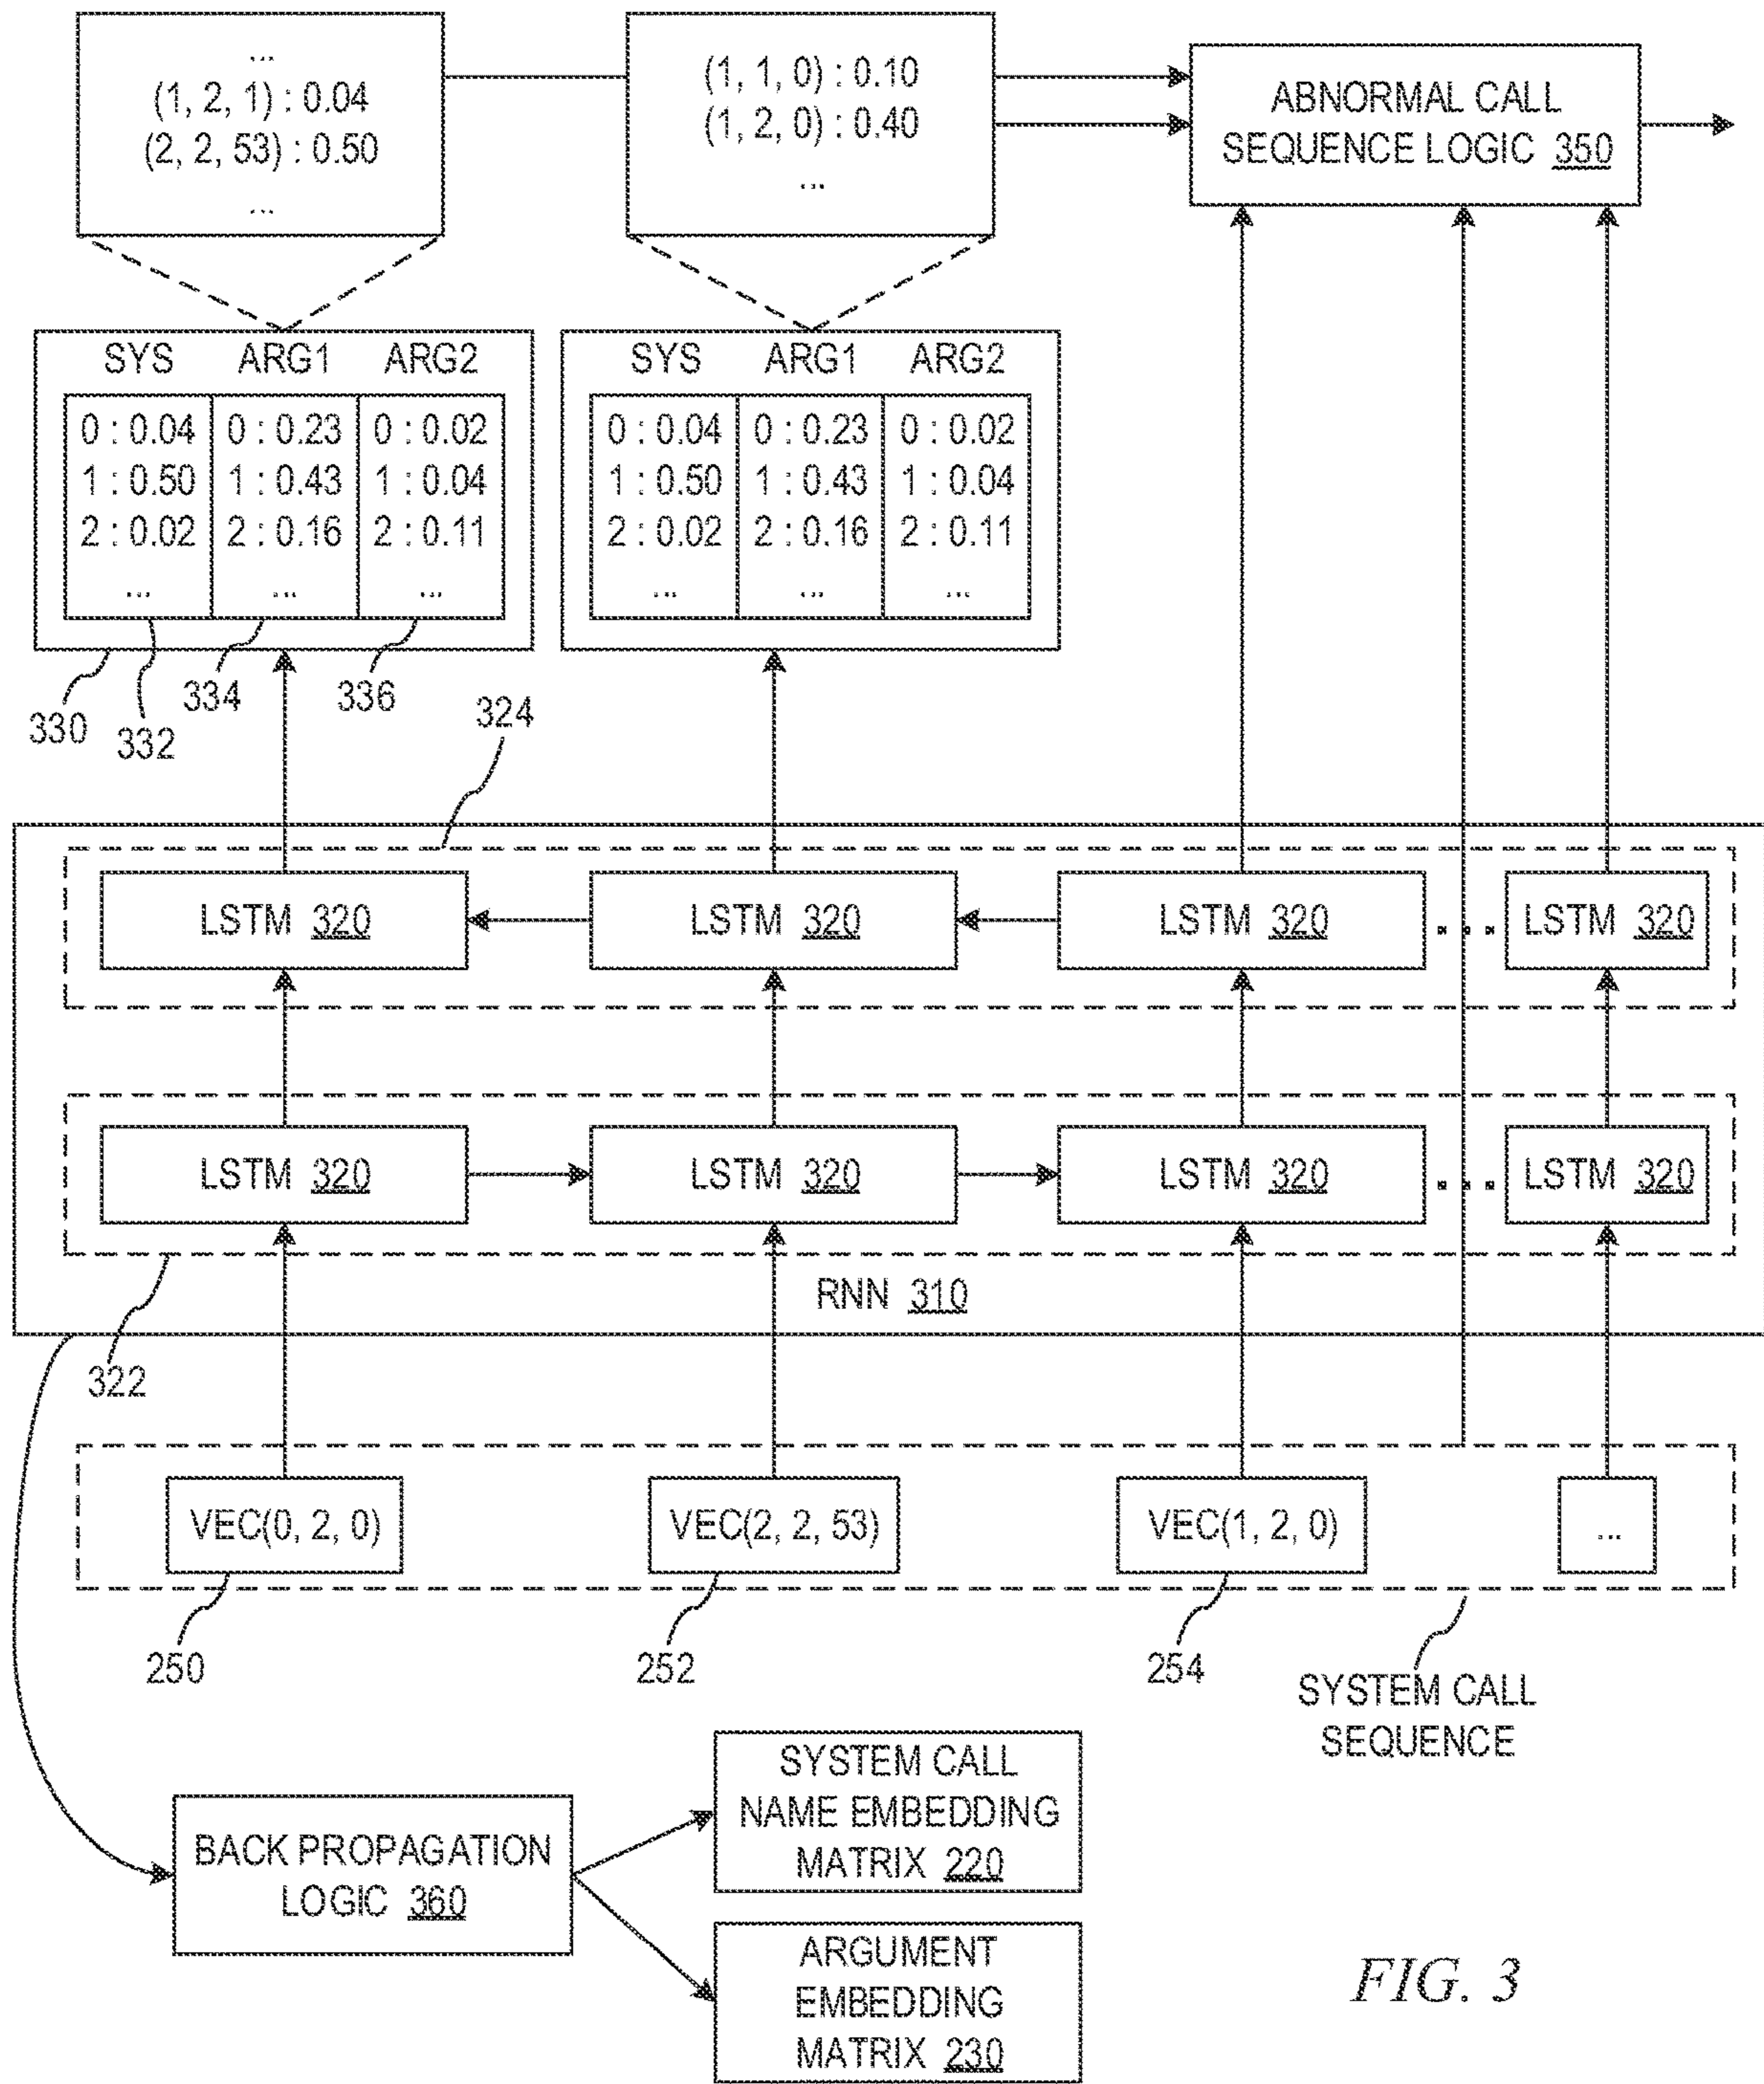 ...
(1, 2, 1) : 0.04
(2, 2, 53) : 0.50
...
(1, 1, 0) : 0.10
(1, 2, 0) : 0.40
...
ABNORMAL CALL
SEQUENCE LOGIC 350
SYS ARG1 ARG2
0 : 0.04 0 : 0.23 0 : 0.02
1 : 0.50 1 : 0.43 1 : 0.04
2 : 0.02 2 : 0.16 2 : 0.11
... ... ...
SYS ARG1 ARG2
0 : 0.04 0 : 0.23 0 : 0.02
1 : 0.50 1 : 0.43 1 : 0.04
2 : 0.02 2 : 0.16 2 : 0.11
... ... ...
330 332 334 336 324
LSTM 320 LSTM 320 LSTM 320 . . . LSTM 320
LSTM 320 LSTM 320 LSTM 320 . . . LSTM 320
RNN 310
322
VEC(0, 2, 0) VEC(2, 2, 53) VEC(1, 2, 0) ...
250 252 254
SYSTEM CALL
SEQUENCE
BACK PROPAGATION
LOGIC 360
SYSTEM CALL
NAME EMBEDDING
MATRIX 220
ARGUMENT
EMBEDDING
MATRIX 230
FIG. 3